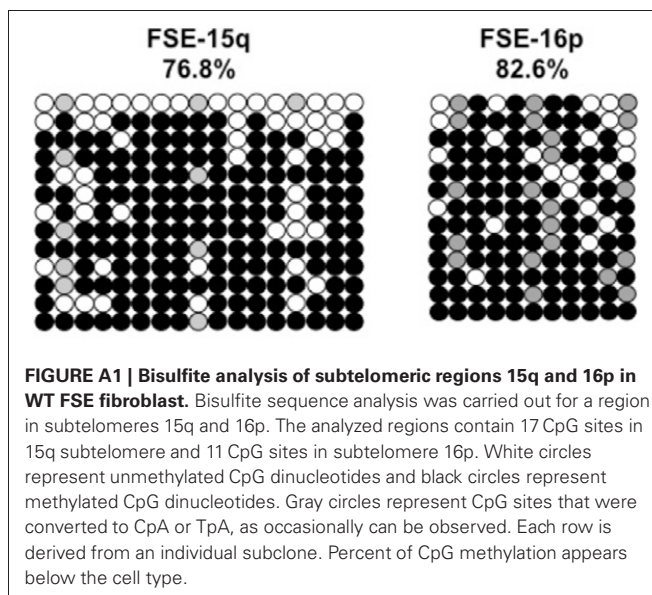 FSE-15q
76.8%
FSE-16p
82.6%
FIGURE A1 | Bisulfite analysis of subtelomeric regions 15q and 16p in
WT FSE fibroblast. Bisulfite sequence analysis was carried out for a region
in subtelomeres 15q and 16p. The analyzed regions contain 17 CpG sites in
15q subtelomere and 11 CpG sites in subtelomere 16p. White circles
represent unmethylated CpG dinucleotides and black circles represent
methylated CpG dinucleotides. Gray circles represent CpG sites that were
converted to CpA or TpA, as occasionally can be observed. Each row is
derived from an individual subclone. Percent of CpG methylation appears
below the cell type.